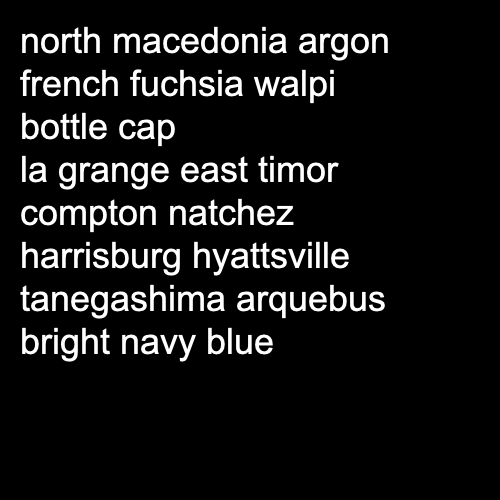 north macedonia argon
french fuchsia walpi
bottle cap
la grange east timor
compton natchez
harrisburg hyattsville
tanegashima arquebus
bright navy blue